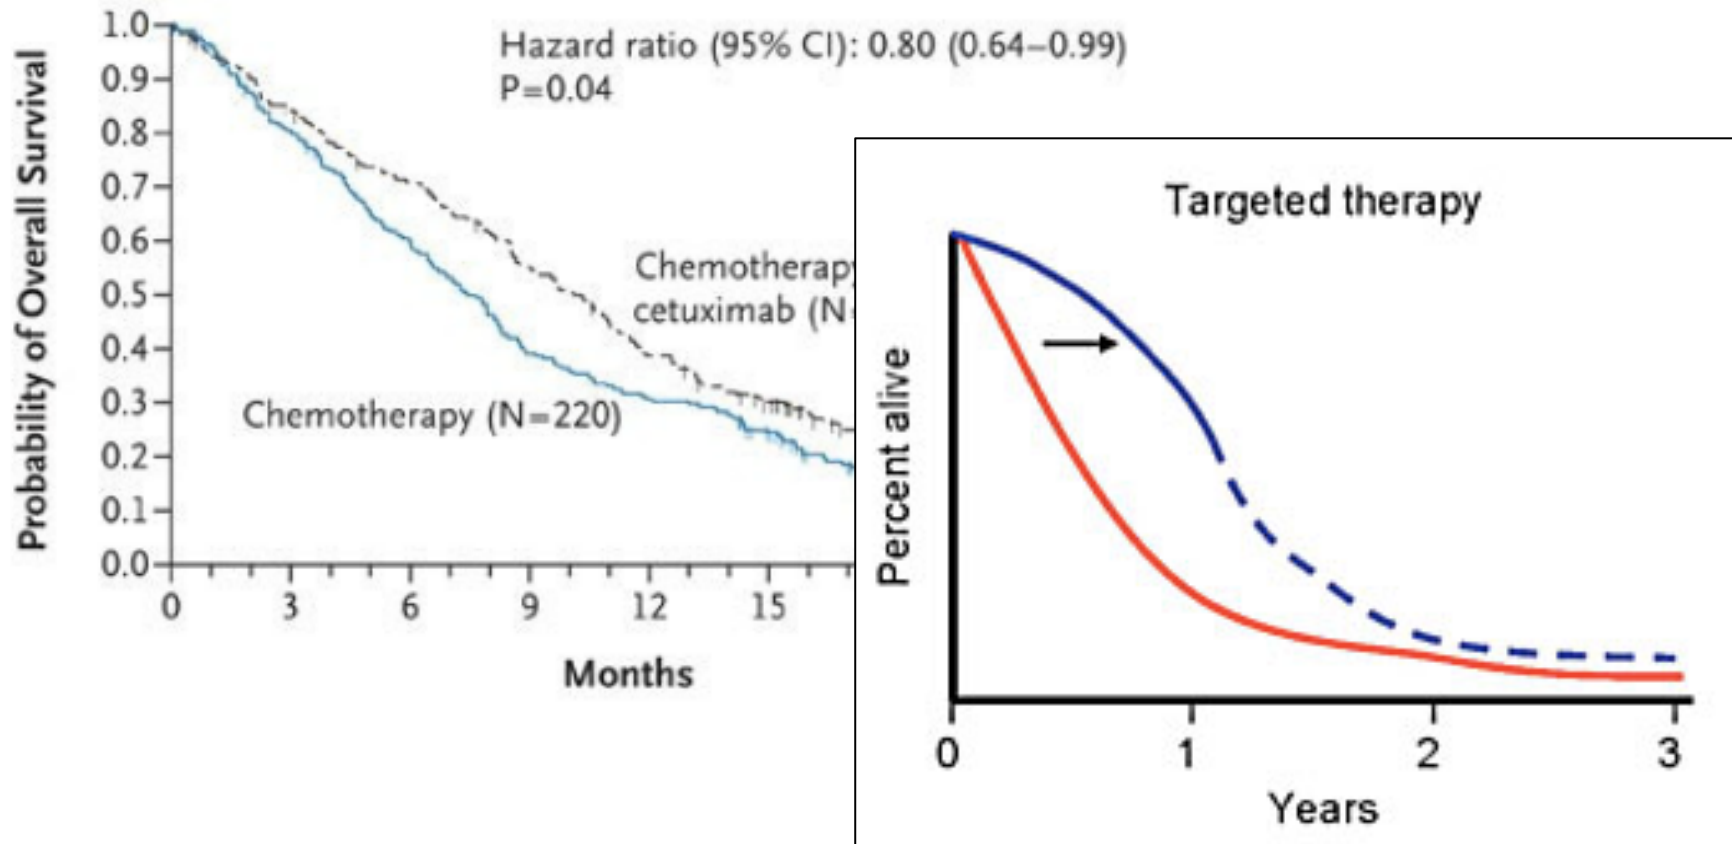 Probability of Overall Survival
1.0
0.9
0.8
0.7
0.6
0.5
0.4
0.3
0.2
0.1
0.0
Hazard ratio (95% CI): 0.80 (0.64–0.99)
P=0.04
Chemotherapy
cetuximab (N=
Chemotherapy (N=220)
0 3 6 9 12 15
Months
Targeted therapy
Percent alive
0 1 2 3
Years